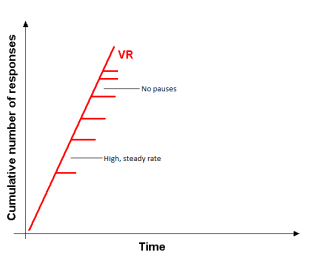 VR
No pauses
High, steady rate
Cumulative number of responses
Time